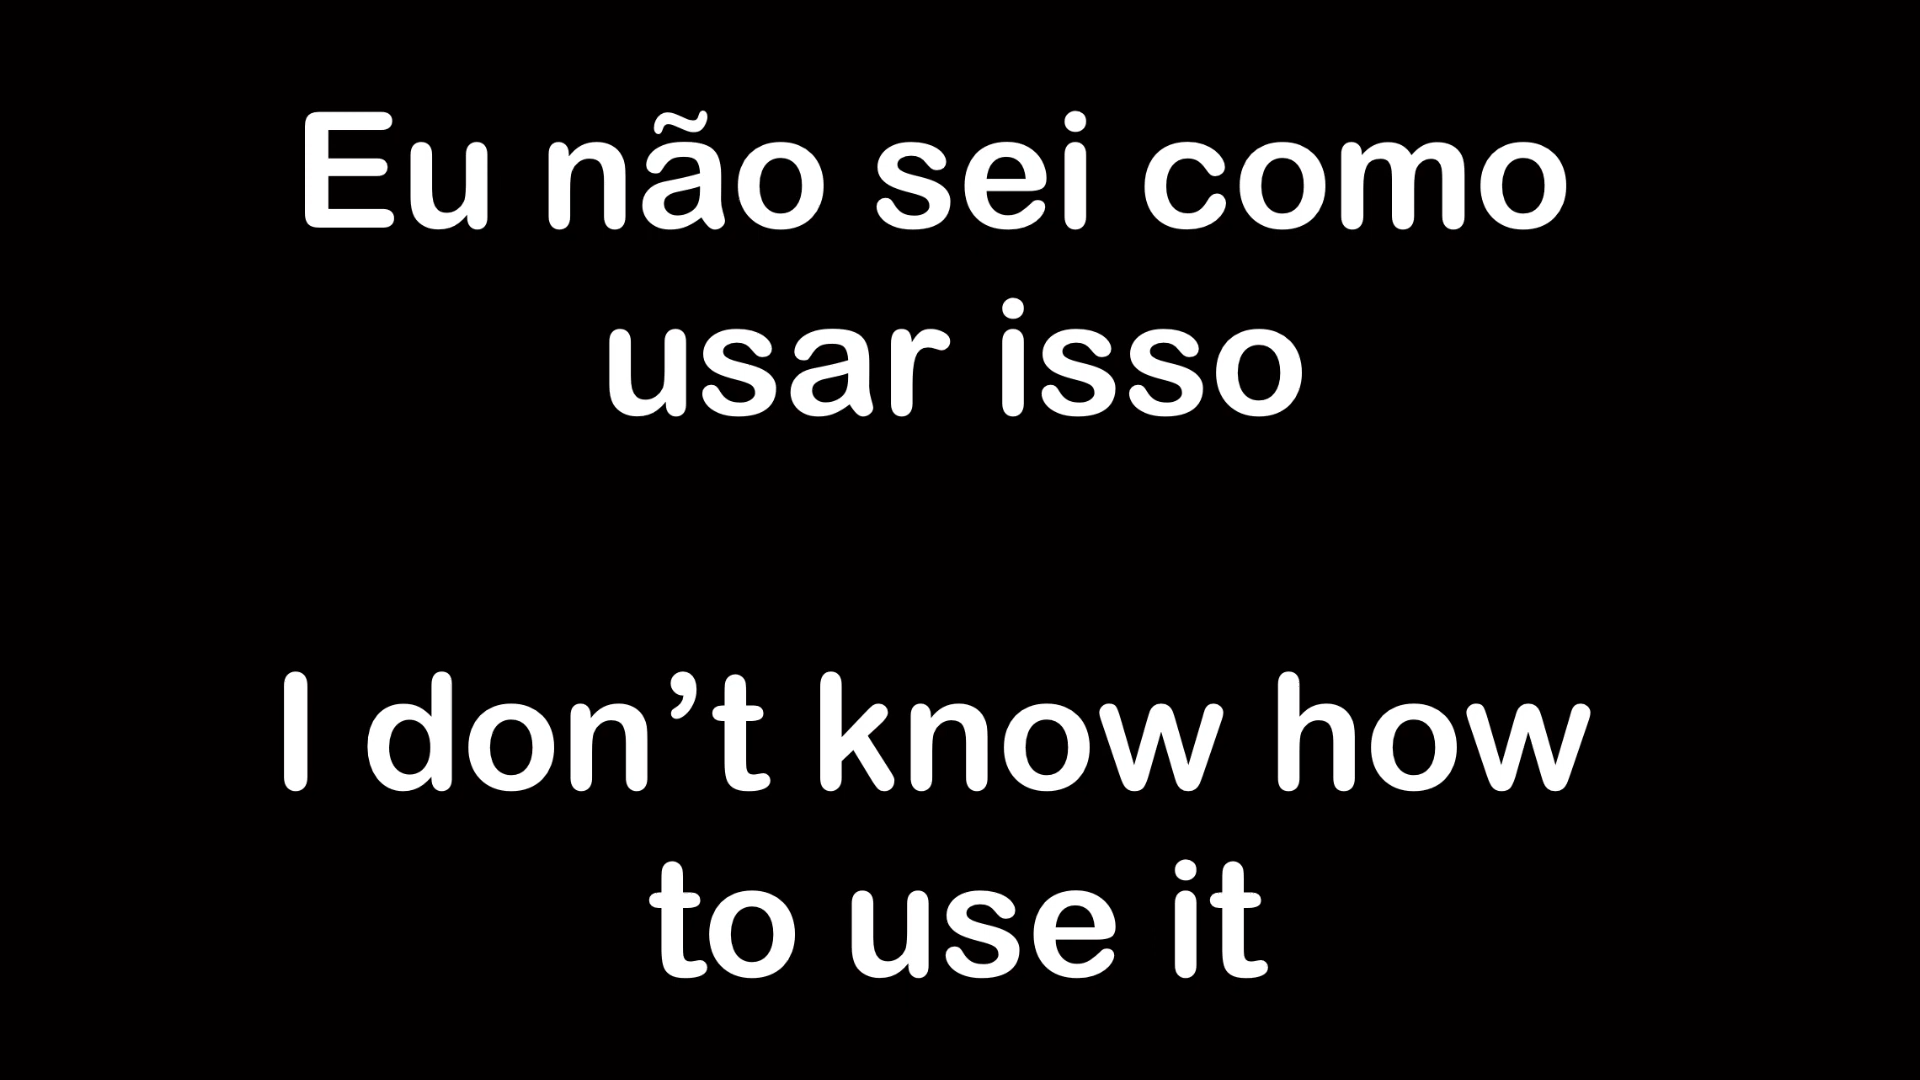 Eu não sei como
usar isso
I don’t know how
to use it